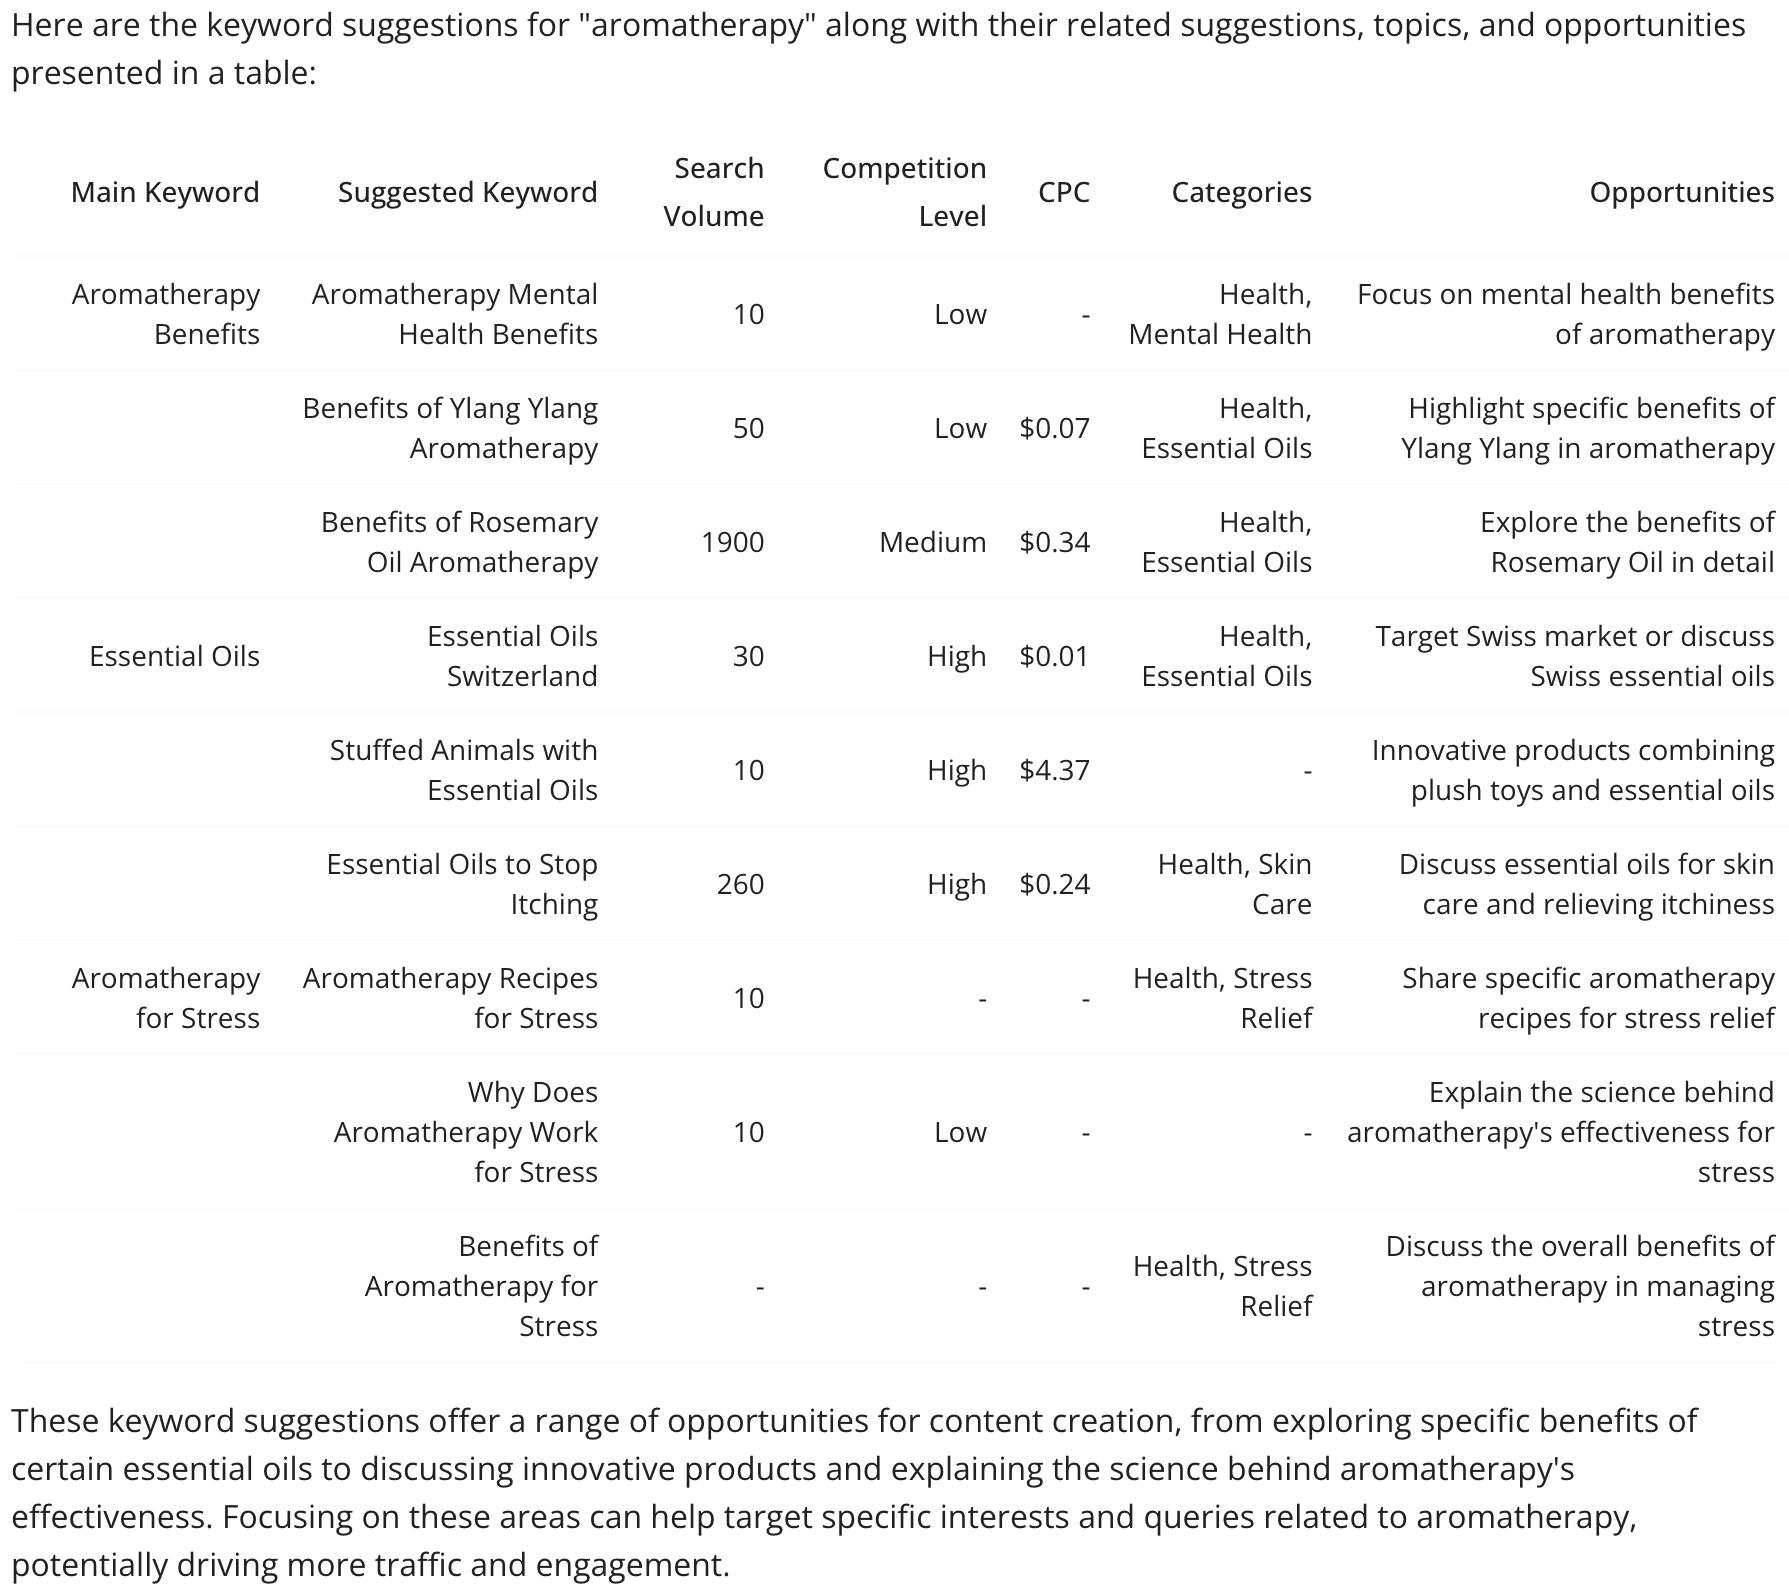 Here are the keyword suggestions for "aromatherapy" along with their related suggestions, topics, and opportunities
presented in a table:
Main Keyword Suggested Keyword Search Volume Competition Level CPC Categories Opportunities
Aromatherapy Benefits Aromatherapy Mental Health Benefits 10 Low - Health, Mental Health Focus on mental health benefits of aromatherapy
Benefits of Ylang Ylang Aromatherapy 50 Low $0.07 Health, Essential Oils Highlight specific benefits of Ylang Ylang in aromatherapy
Benefits of Rosemary Oil Aromatherapy 1900 Medium $0.34 Health, Essential Oils Explore the benefits of Rosemary Oil in detail
Essential Oils Essential Oils Switzerland 30 High $0.01 Health, Essential Oils Target Swiss market or discuss Swiss essential oils
Stuffed Animals with Essential Oils 10 High $4.37 - Innovative products combining plush toys and essential oils
Essential Oils to Stop Itching 260 High $0.24 Health, Skin Care Discuss essential oils for skin care and relieving itchiness
Aromatherapy for Stress Aromatherapy Recipes for Stress 10 - - Health, Stress Relief Share specific aromatherapy recipes for stress relief
Why Does Aromatherapy Work for Stress 10 Low - - Explain the science behind aromatherapy's effectiveness for stress
Benefits of Aromatherapy for Stress - - - Health, Stress Relief Discuss the overall benefits of aromatherapy in managing stress
These keyword suggestions offer a range of opportunities for content creation, from exploring specific benefits of
certain essential oils to discussing innovative products and explaining the science behind aromatherapy's
effectiveness. Focusing on these areas can help target specific interests and queries related to aromatherapy,
potentially driving more traffic and engagement.